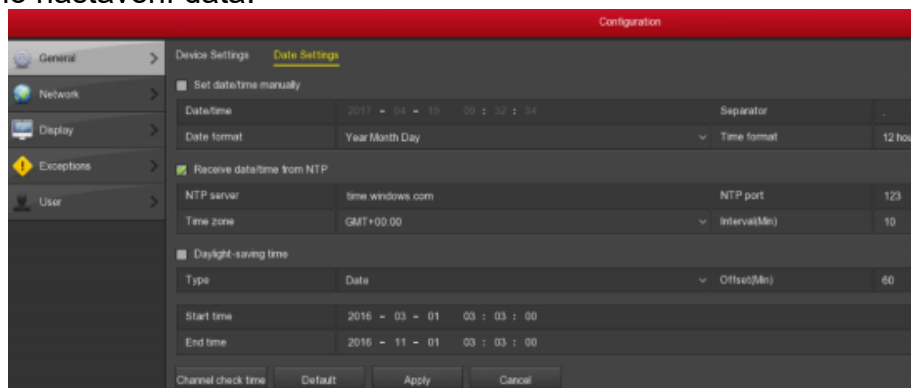 nastavení data.
Configuration
General
Device Settings Date Settings
Set date/time manually
Network
Date/time 2017 - 04 - 19 09 : 32 : 34 Separator .
Display
Date format Year Month Day Time format 12 hou
Exceptions
Receive date/time from NTP
NTP server time.windows.com NTP port 123
User
Time zone GMT+00:00 Interval(Min) 10
Daylight-saving time
Type Date Offset(Min) 60
Start time 2016 - 03 - 01 03 : 03 : 00
End time 2016 - 11 - 01 03 : 03 : 00
Channel check time Default Apply Cancel